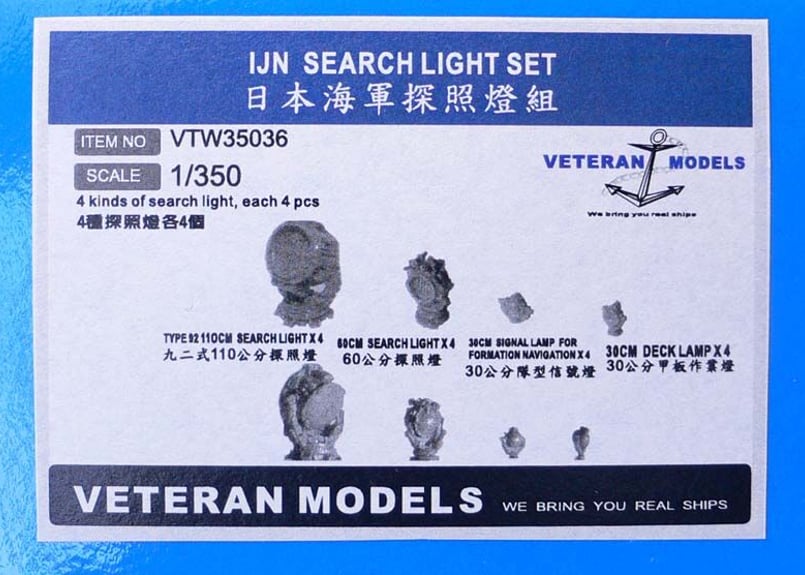 IJN SEARCH LIGHT SET
日本海軍探照燈組
ITEM NO VTW35036
SCALE 1/350
4 kinds of search light, each 4 pcs
4種探照燈各4個
VETERAN MODELS
We bring you real ships
TYPE 92 110CM SEARCH LIGHT X 4
九二式110公分探照燈
60CM SEARCH LIGHT X 4
60公分探照燈
30CM SIGNAL LAMP FOR
FORMATION NAVIGATION X 4
30公分隊型信號燈
30CM DECK LAMP X 4
30公分甲板作業燈
VETERAN MODELS WE BRING YOU REAL SHIPS